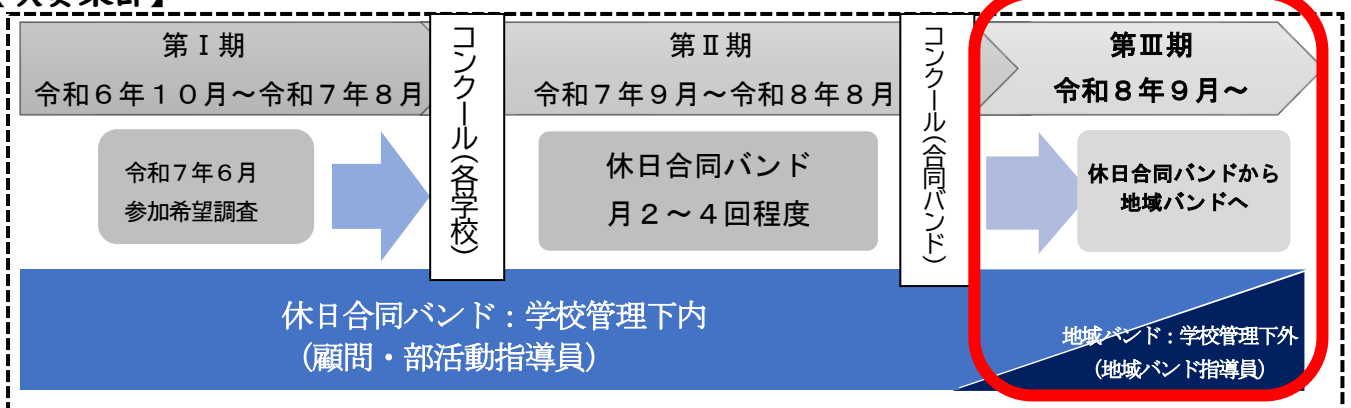 第Ⅰ期
令和６年１０月～令和７年８月
コンクール（各学校）
第Ⅱ期
令和７年９月～令和８年８月
コンクール（合同バンド）
第Ⅲ期
令和８年９月～
令和７年６月
参加希望調査
休日合同バンド
月２～４回程度
休日合同バンドから
地域バンドへ
休日合同バンド：学校管理下内
（顧問・部活動指導員）
地域バンド：学校管理下外
（地域バンド指導員）